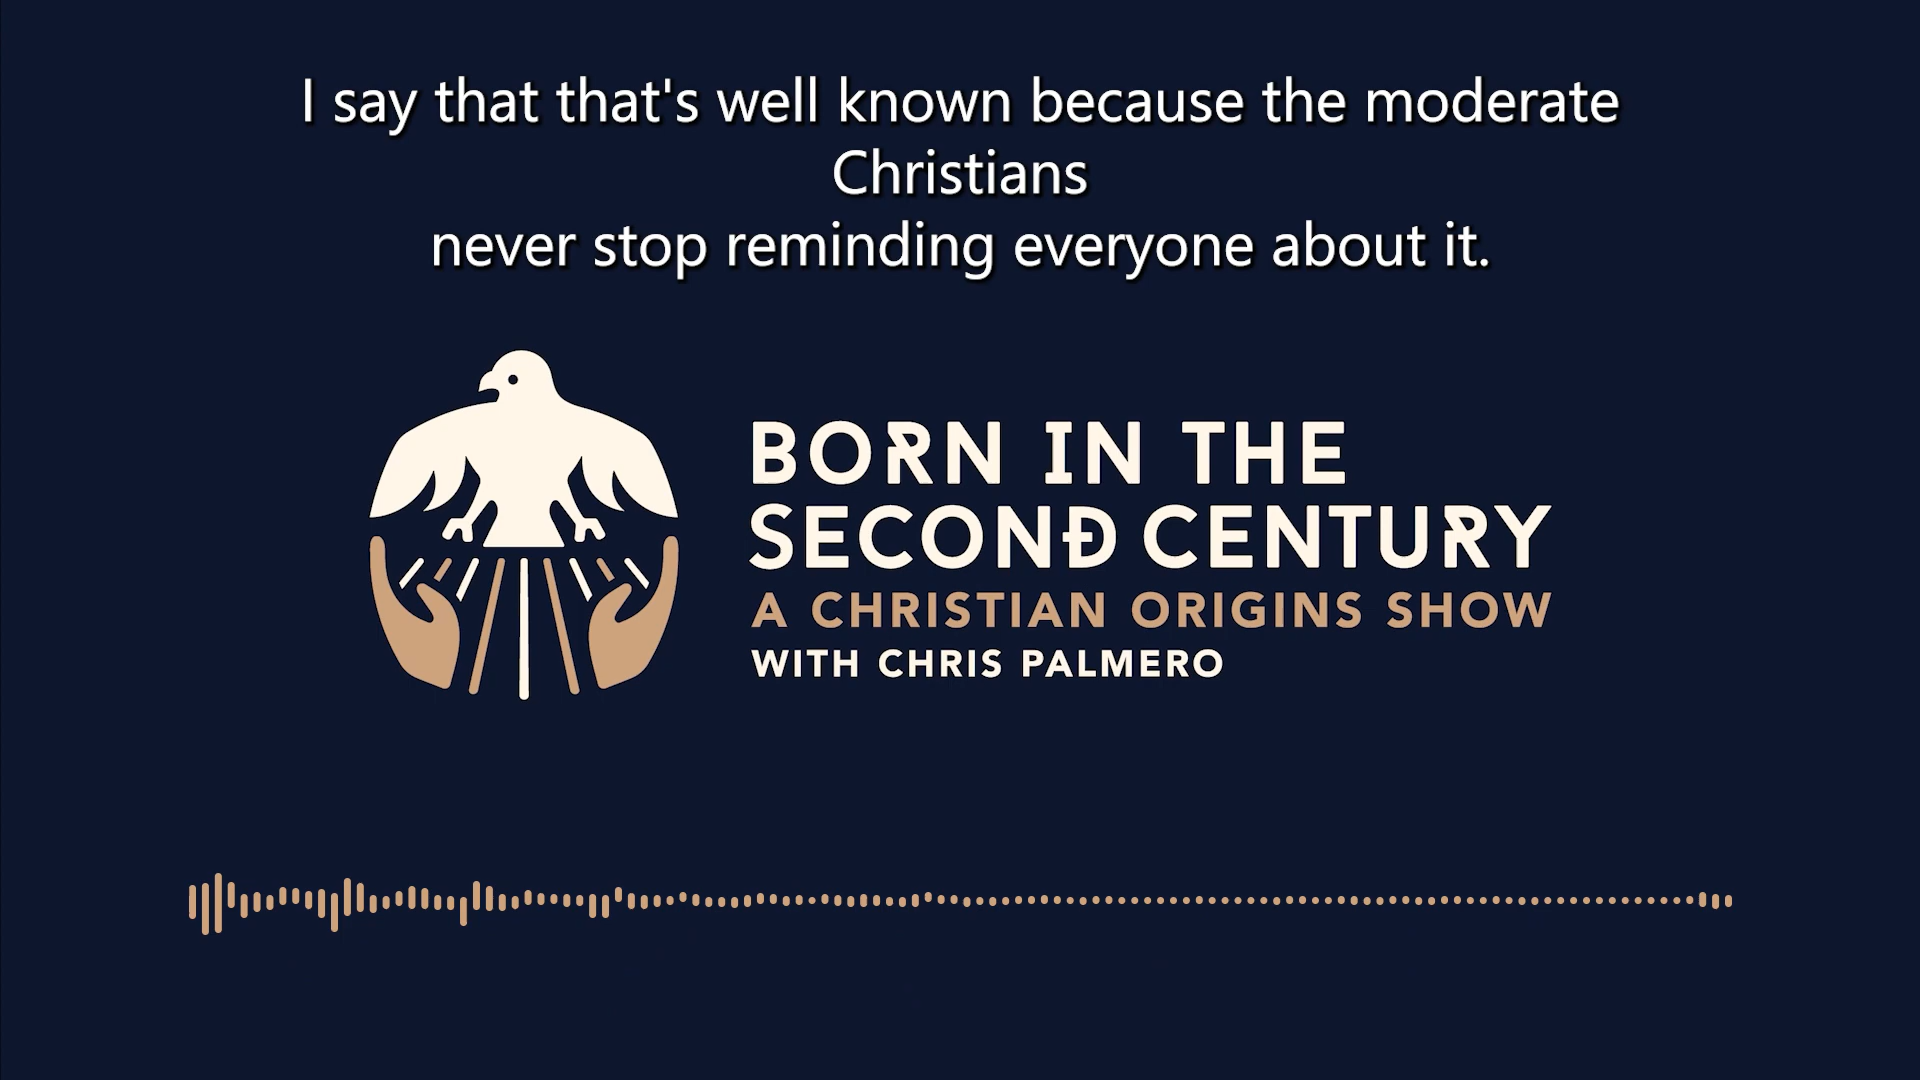 I say that that's well known because the moderate
Christians
never stop reminding everyone about it.
BORN IN THE
SECOND CENTURY
A CHRISTIAN ORIGINS SHOW
WITH CHRIS PALMERO